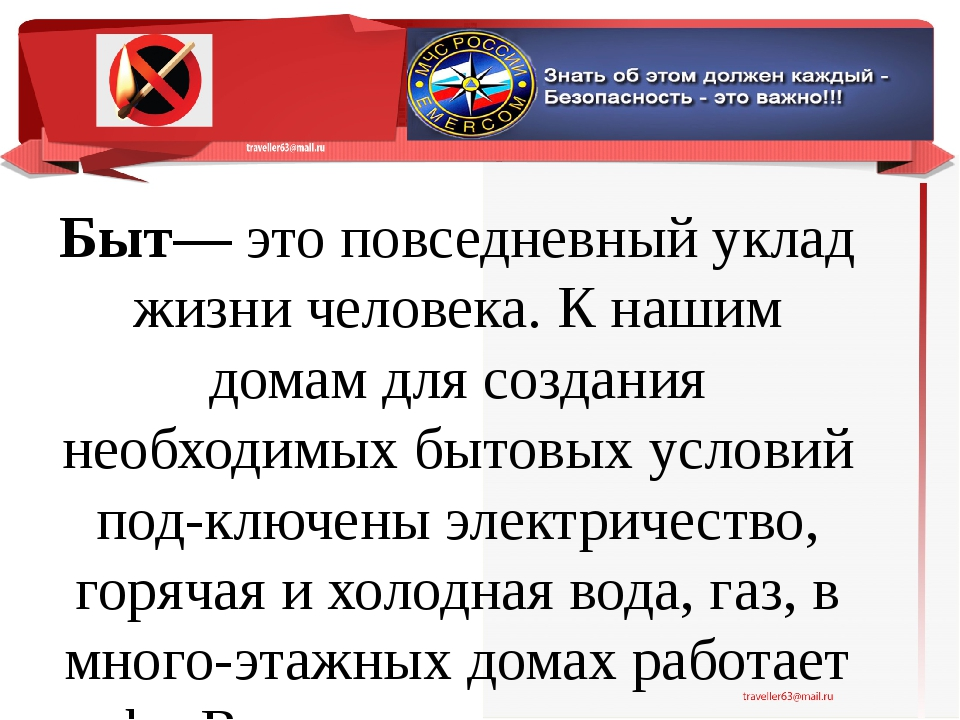 МЧС РОССИИ
EMERCOM
Знать об этом должен каждый -
Безопасность - это важно!!!
traveller63@mail.ru
Быт— это повседневный уклад
жизни человека. К нашим
домам для создания
необходимых бытовых условий
под-ключены электричество,
горячая и холодная вода, газ, в
много-этажных домах работает
traveller63@mail.ru